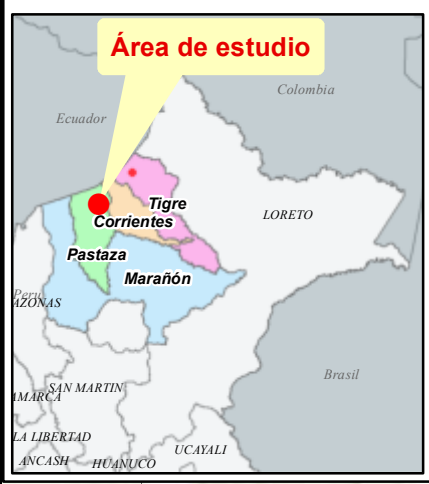 Área de estudio
Colombia
Ecuador
Tigre
LORETO
Corrientes
Pastaza
Marañón
Peru
AZONAS
Brasil
SAN MARTIN
AMARCA
LA LIBERTAD
UCAYALI
ANCASH
HUANUCO